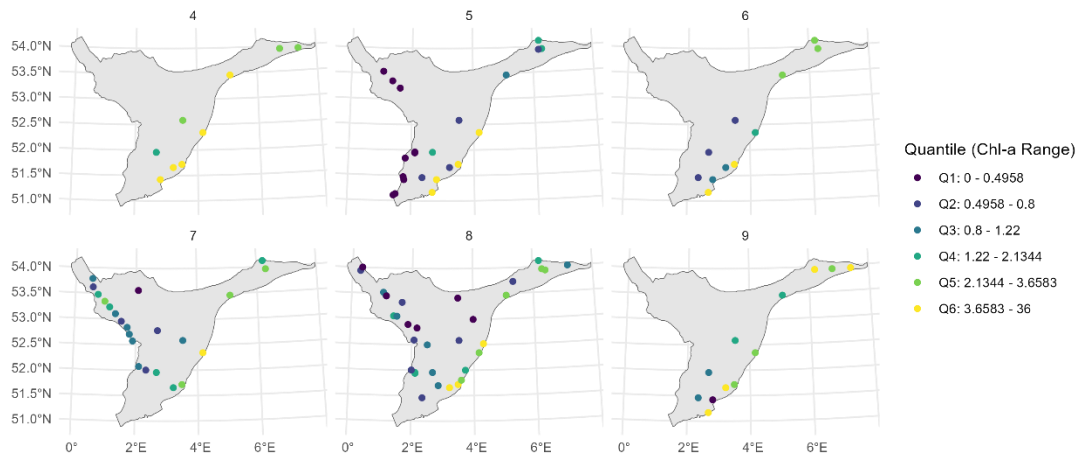 4 5 6
54.0°N
53.5°N
53.0°N
52.5°N
52.0°N
51.5°N
51.0°N
Quantile (Chl-a Range)
Q1: 0 - 0.4958
Q2: 0.4958 - 0.8
Q3: 0.8 - 1.22
Q4: 1.22 - 2.1344
Q5: 2.1344 - 3.6583
Q6: 3.6583 - 36
7 8 9
54.0°N
53.5°N
53.0°N
52.5°N
52.0°N
51.5°N
51.0°N
0° 2°E 4°E 6°E 0° 2°E 4°E 6°E 0° 2°E 4°E 6°E